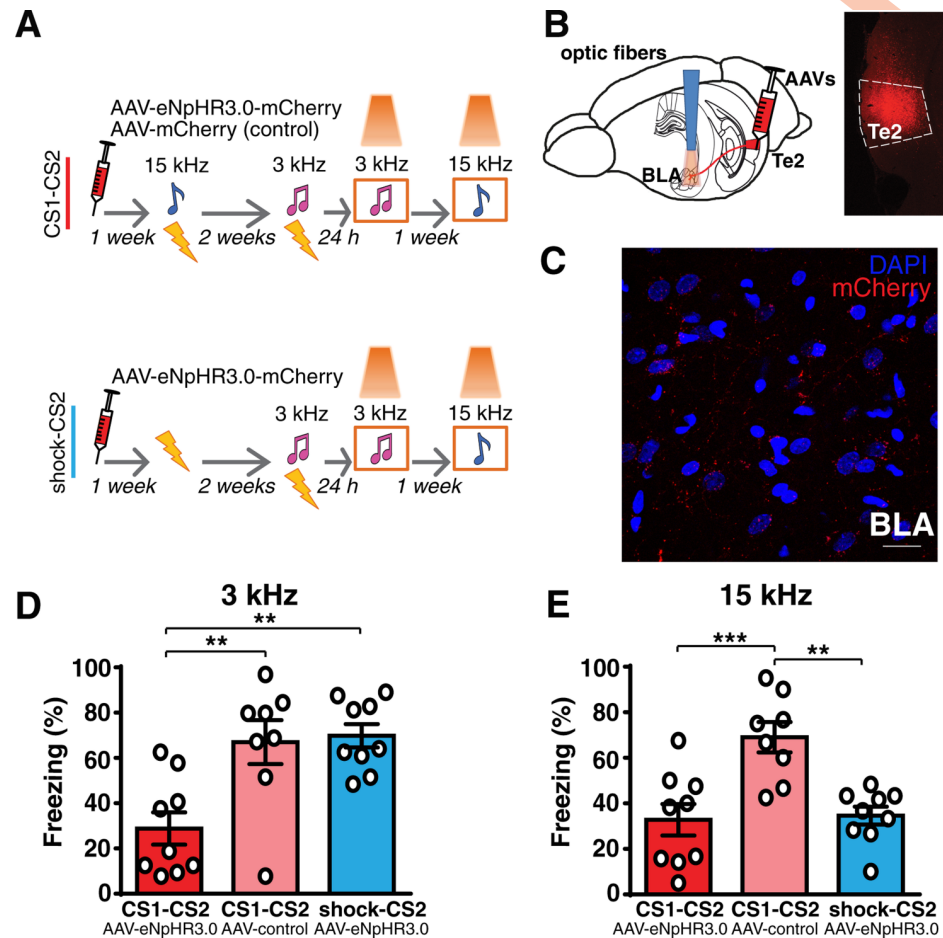 A
AAV-eNpHR3.0-mCherry
AAV-mCherry (control)
CS1-CS2
15 kHz
3 kHz
3 kHz
15 kHz
1 week
2 weeks
24 h
1 week
AAV-eNpHR3.0-mCherry
shock-CS2
3 kHz
3 kHz
15 kHz
1 week
2 weeks
24 h
1 week
B
optic fibers
AAVs
BLA
Te2
Te2
C
DAPI
mCherry
BLA
D
3 kHz
**
**
Freezing (%)
100
80
60
40
20
0
CS1-CS2 CS1-CS2 shock-CS2
AAV-eNpHR3.0 AAV-control AAV-eNpHR3.0
E
15 kHz
***
**
Freezing (%)
100
80
60
40
20
0
CS1-CS2 CS1-CS2 shock-CS2
AAV-eNpHR3.0 AAV-control AAV-eNpHR3.0